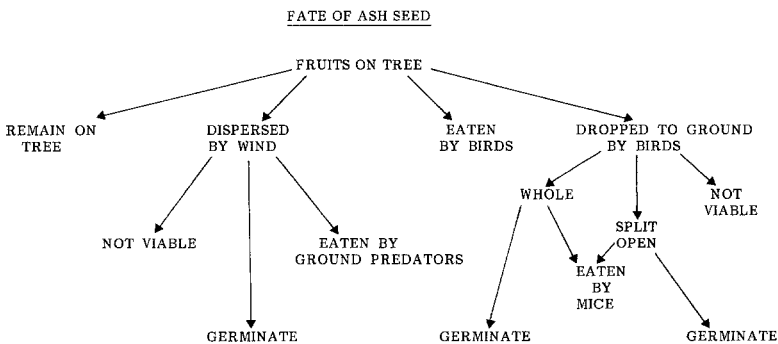 FATE OF ASH SEED
FRUITS ON TREE
REMAIN ON
TREE
DISPERSED
BY WIND
EATEN
BY BIRDS
DROPPED TO GROUND
BY BIRDS
WHOLE
NOT
VIABLE
SPLIT
OPEN
NOT VIABLE
EATEN BY
GROUND PREDATORS
EATEN
BY
MICE
GERMINATE
GERMINATE
GERMINATE